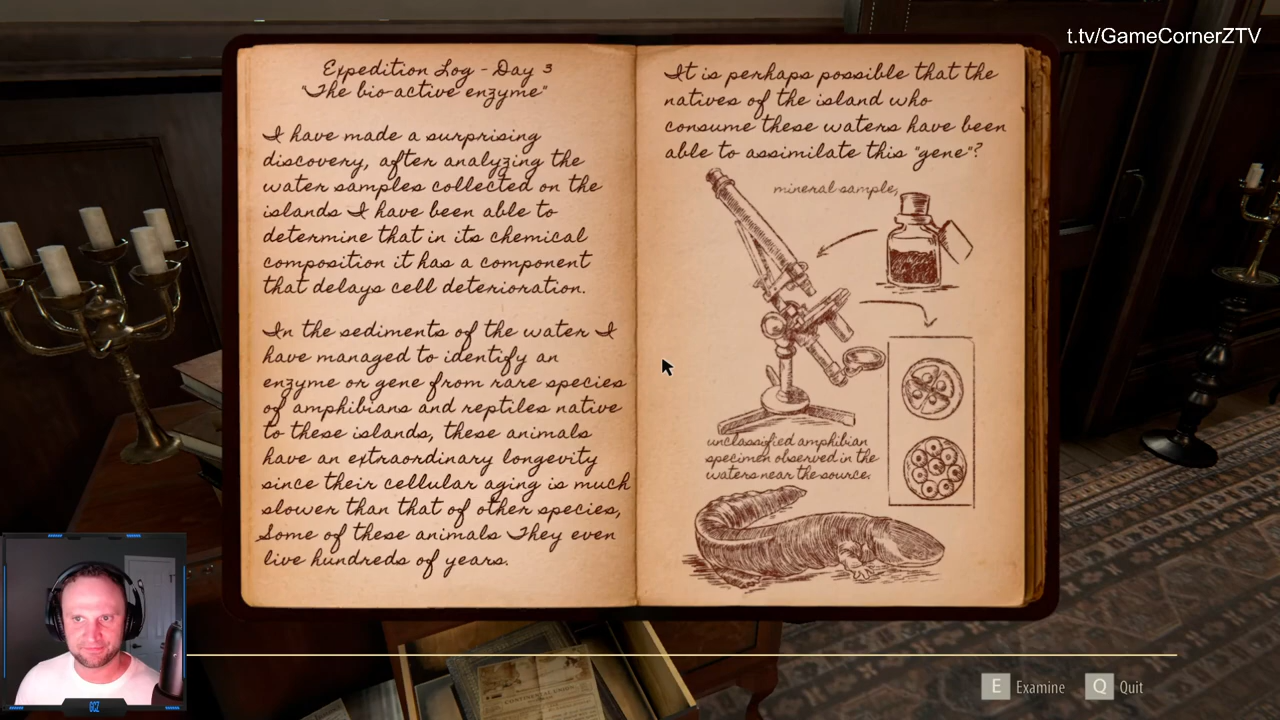 t.tv/GameCornerZTV
Expedition Log - Day 3
"The bio-active enzyme"
I have made a surprising
discovery, after analyzing the
water samples collected on the
islands I have been able to
determine that in its chemical
composition it has a component
that delays cell deterioration.
In the sediments of the water I
have managed to identify an
enzyme or gene from rare species
of amphibians and reptiles native
to these islands, these animals
have an extraordinary longevity
since their cellular aging is much
slower than that of other species,
Some of these animals They even
live hundreds of years.
It is perhaps possible that the
natives of the island who
consume these waters have been
able to assimilate this "gene"?
mineral sample,
unclassified amphibian
specimen observed in the
waters near the source.
E Examine
Q Quit
GCZ